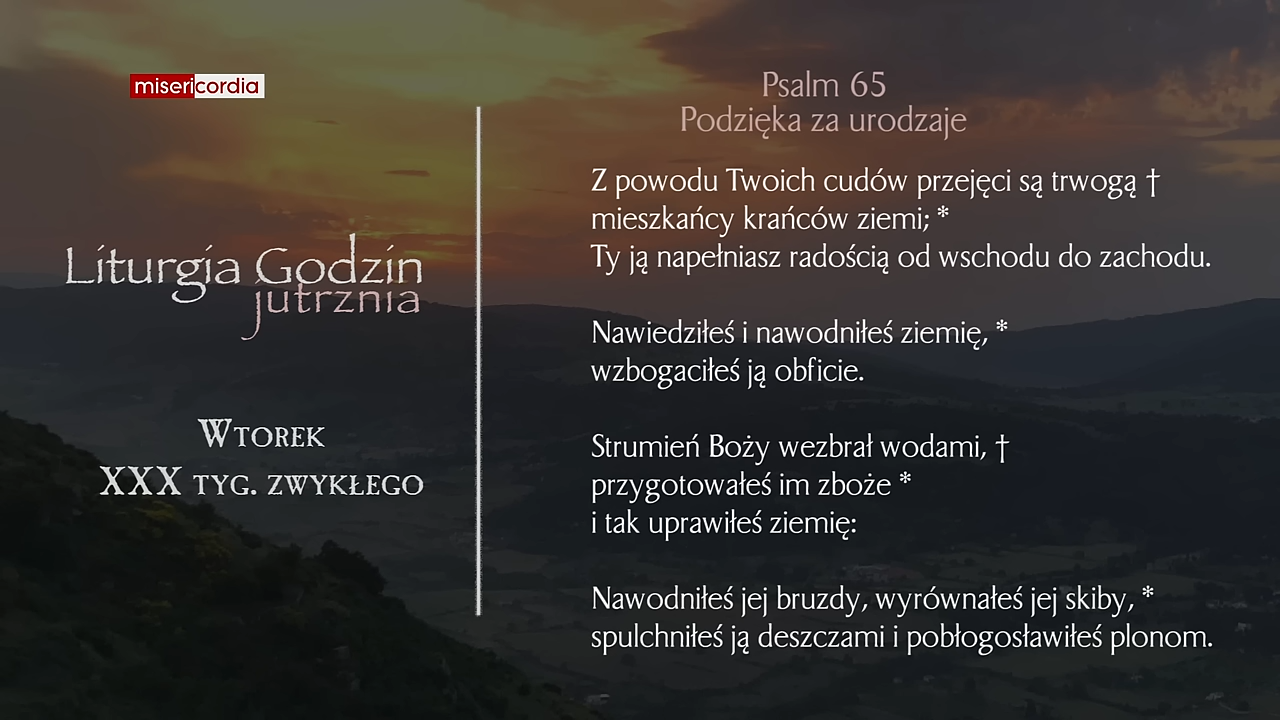 misericordia
Liturgia Godzin
jutrznia
Wtorek
XXX tyg. zwykłego
Psalm 65
Podzięka za urodzaje
Z powodu Twoich cudów przejęci są trwogą †
mieszkańcy krańców ziemi; *
Ty ją napełniasz radością od wschodu do zachodu.
Nawiedziłeś i nawodniłeś ziemię, *
wzbogaciłeś ją obficie.
Strumień Boży wezbrał wodami, †
przygotowałeś im zboże *
i tak uprawiłeś ziemię:
Nawodniłeś jej bruzdy, wyrównałeś jej skiby, *
spulchniłeś ją deszczami i pobłogosławiłeś plonom.